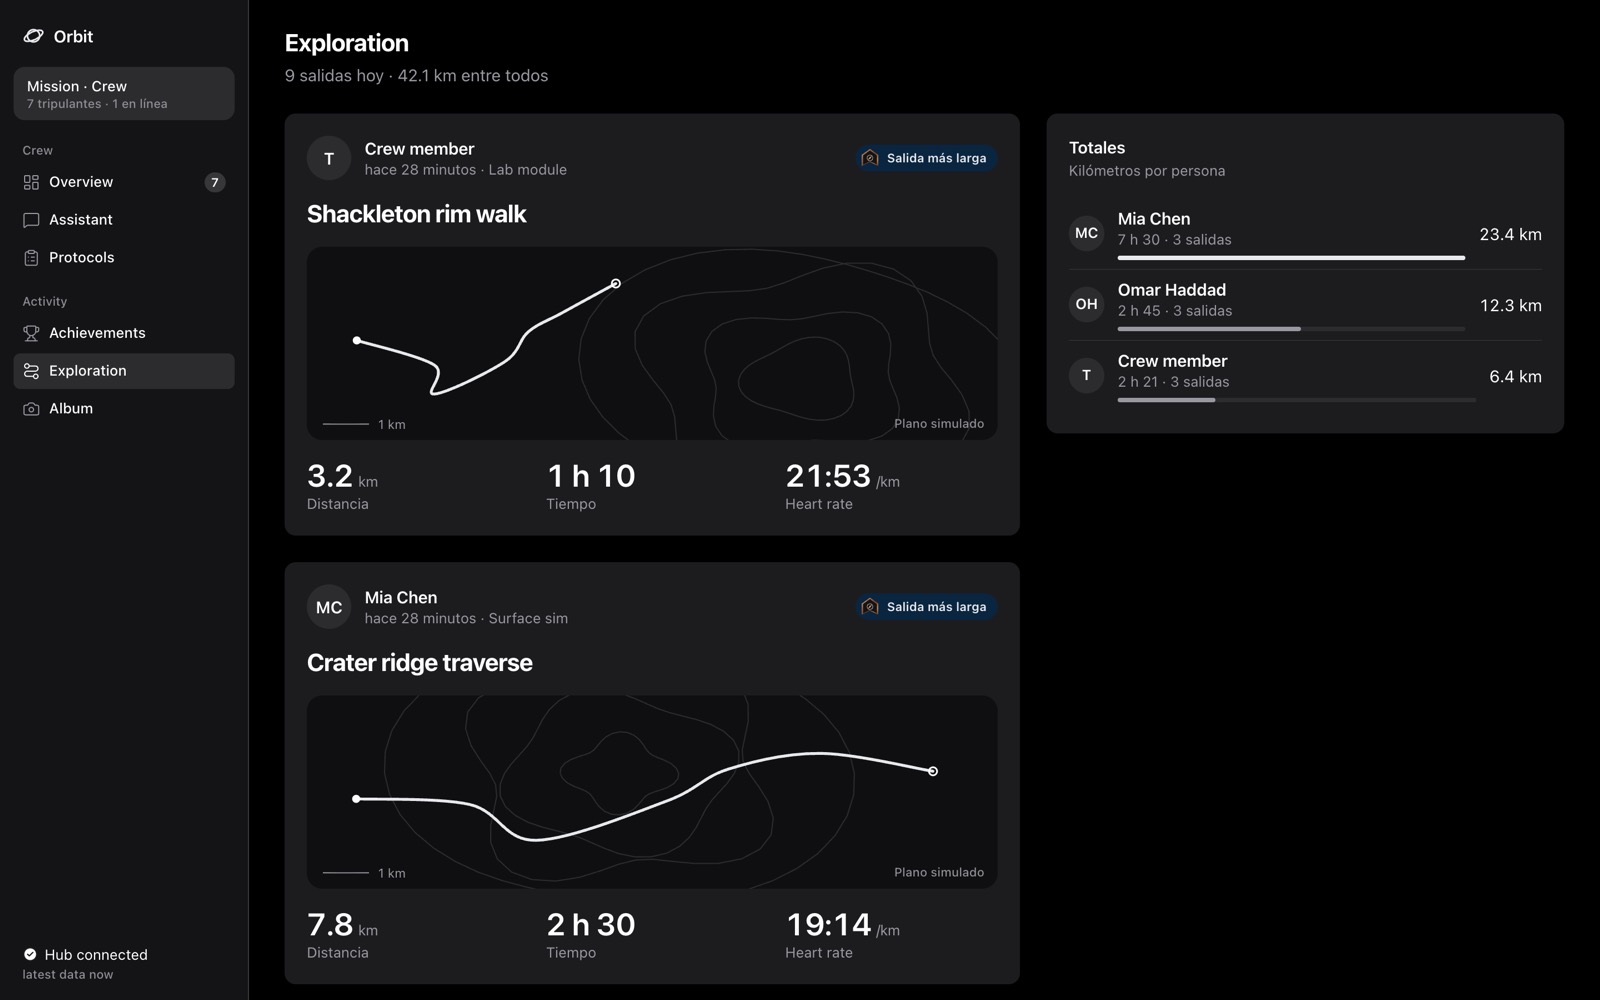 Orbit
Mission · Crew
7 tripulantes · 1 en línea
Crew
Overview 7
Assistant
Protocols
Activity
Achievements
Exploration
Album
Hub connected
latest data now
Exploration
9 salidas hoy · 42.1 km entre todos
T
Crew member
hace 28 minutos · Lab module
Salida más larga
Shackleton rim walk
1 km
Plano simulado
3.2 km
Distancia
1 h 10
Tiempo
21:53 /km
Heart rate
MC
Mia Chen
hace 28 minutos · Surface sim
Salida más larga
Crater ridge traverse
1 km
Plano simulado
7.8 km
Distancia
2 h 30
Tiempo
19:14 /km
Heart rate
Totales
Kilómetros por persona
MC
Mia Chen
7 h 30 · 3 salidas
23.4 km
OH
Omar Haddad
2 h 45 · 3 salidas
12.3 km
T
Crew member
2 h 21 · 3 salidas
6.4 km